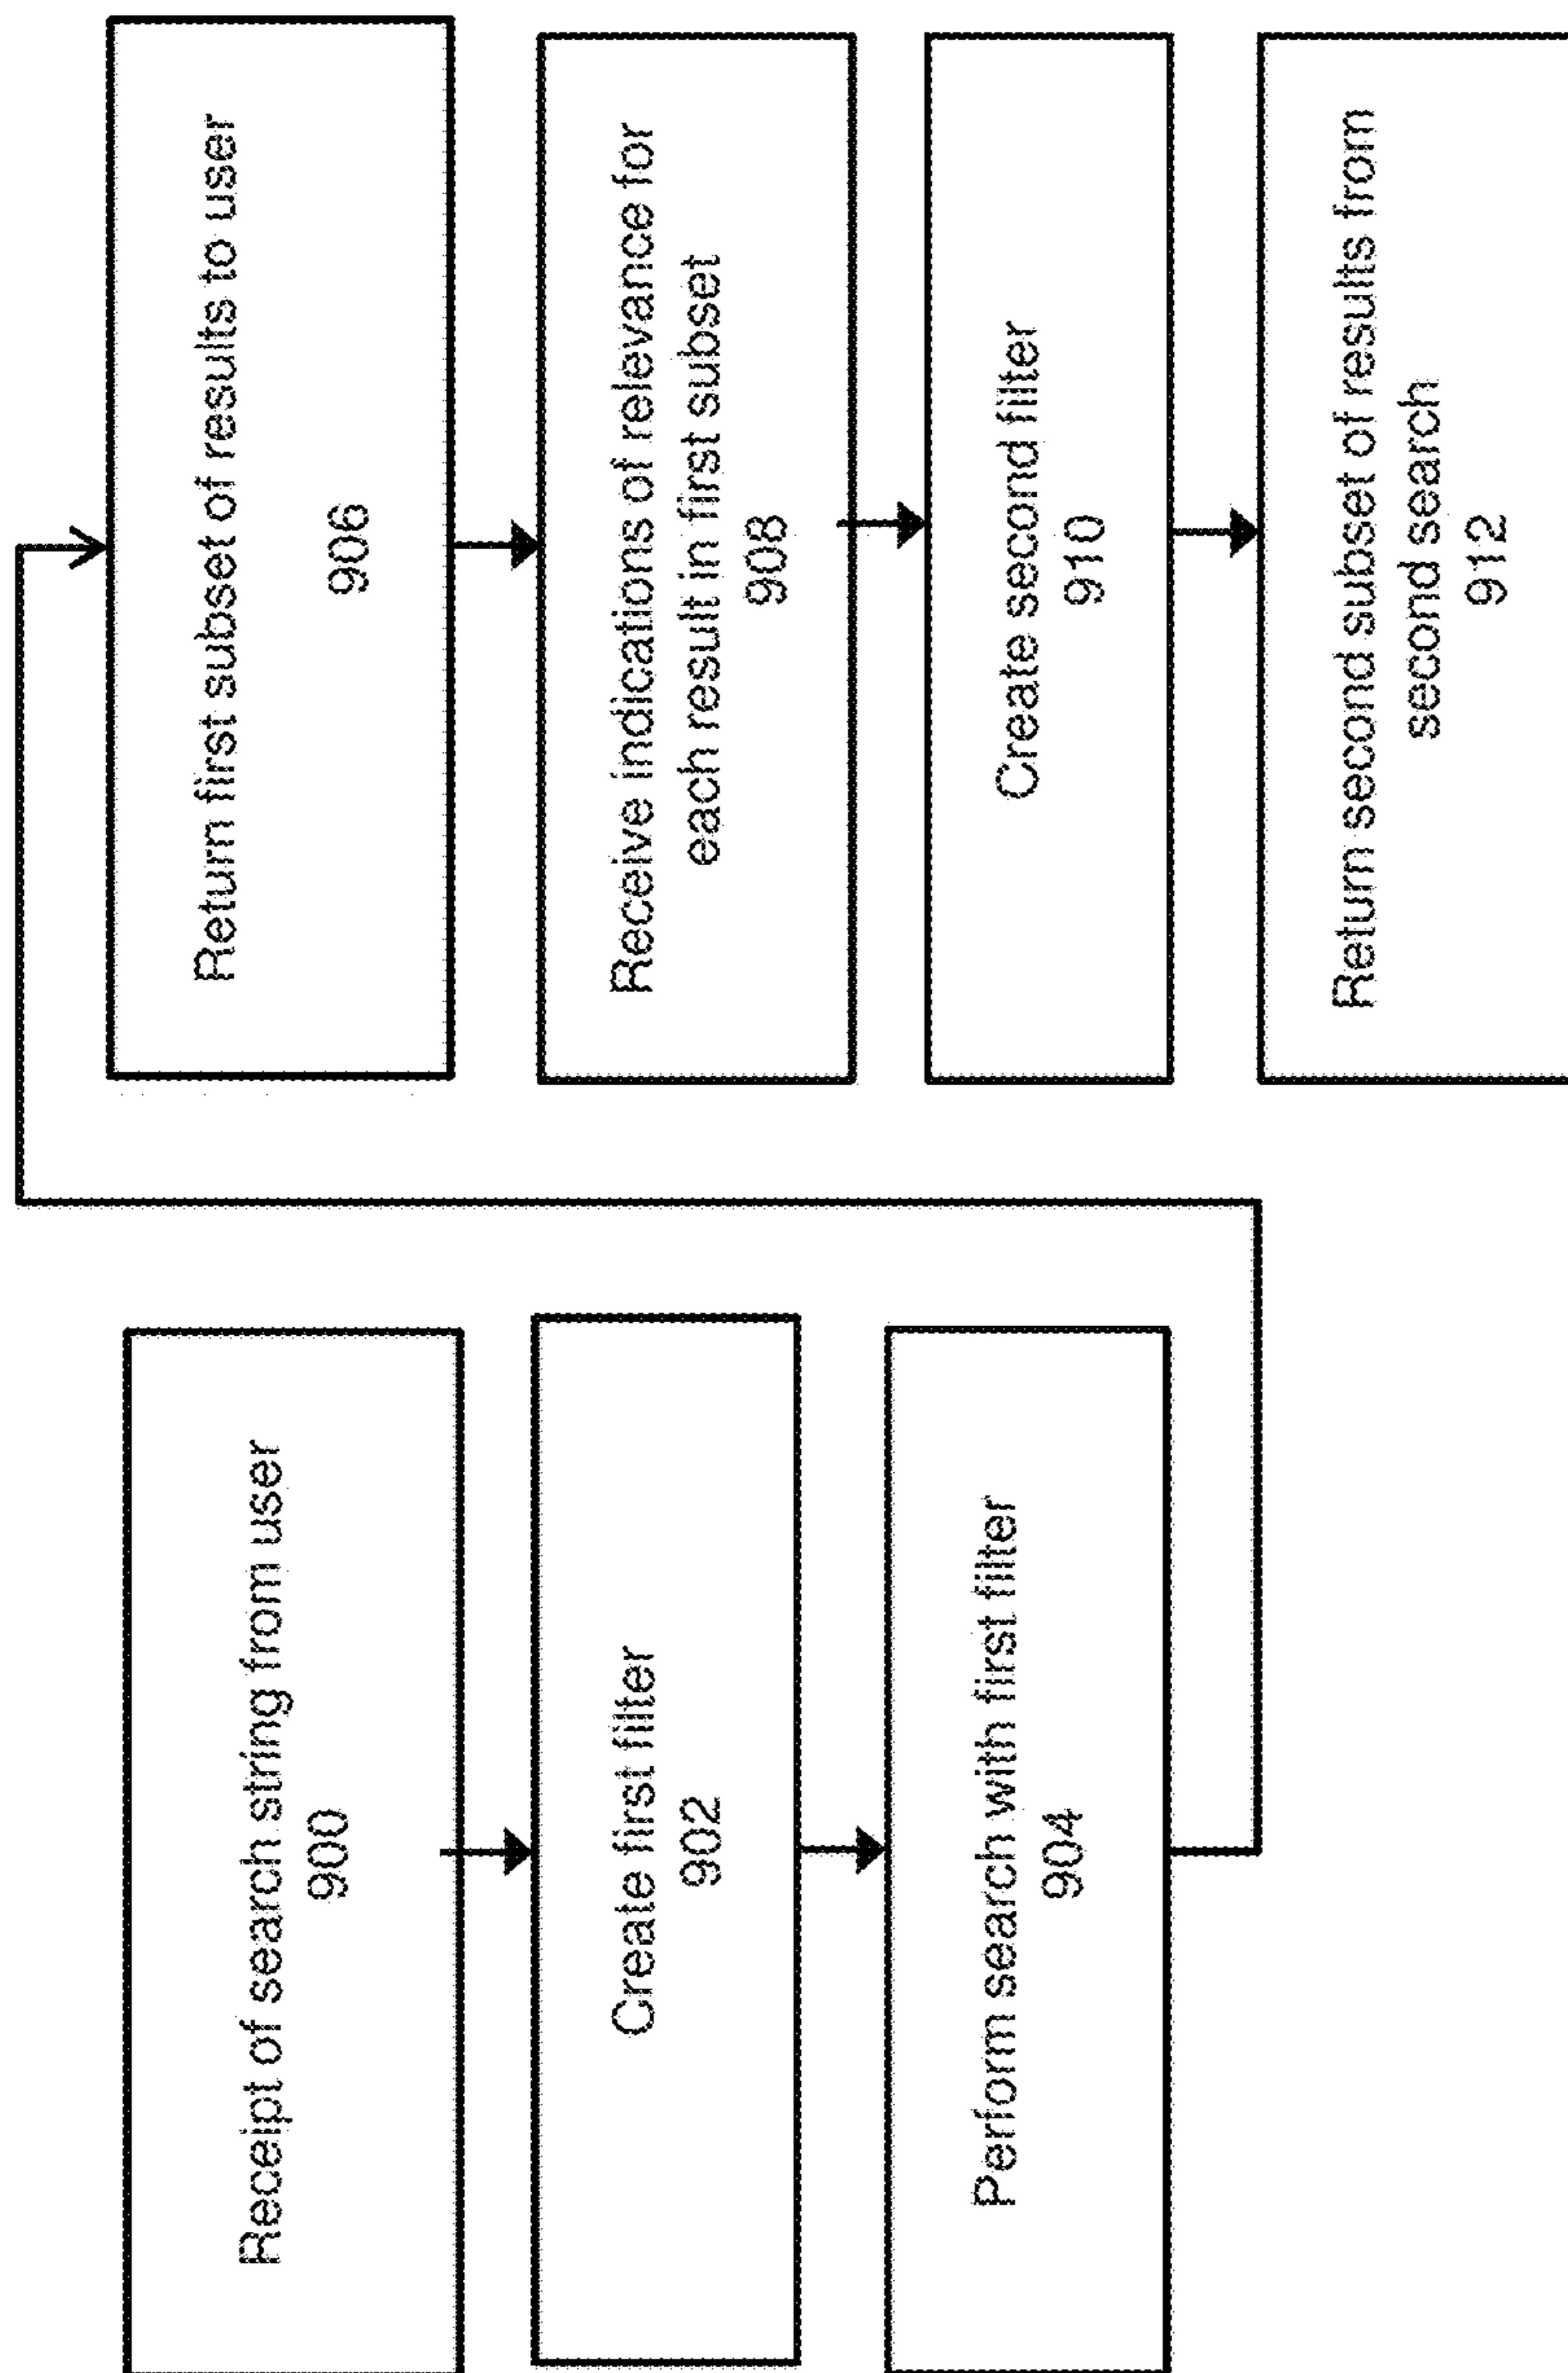 Receipt of search string from user
900
Create first filter
902
Perform search with first filter
904
Return first subset of results to user
906
Receive indications of relevance for
each result in first subset
908
Create second filter
910
Return second subset of results from
second search
912